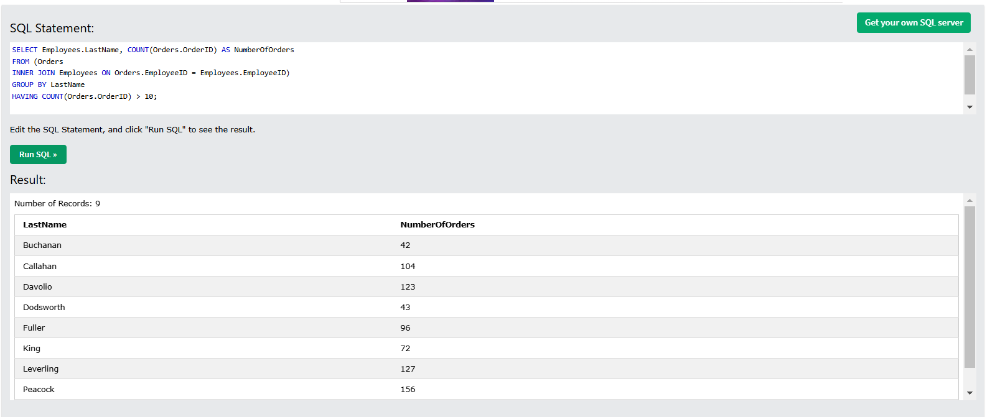 Get your own SQL server
SQL Statement:
SELECT Employees.LastName, COUNT(Orders.OrderID) AS NumberOfOrders
FROM (Orders
INNER JOIN Employees ON Orders.EmployeeID = Employees.EmployeeID)
GROUP BY LastName
HAVING COUNT(Orders.OrderID) > 10;
Edit the SQL Statement, and click "Run SQL" to see the result.
Run SQL »
Result:
Number of Records: 9
LastName NumberOfOrders
Buchanan 42
Callahan 104
Davolio 123
Dodsworth 43
Fuller 96
King 72
Leverling 127
Peacock 156